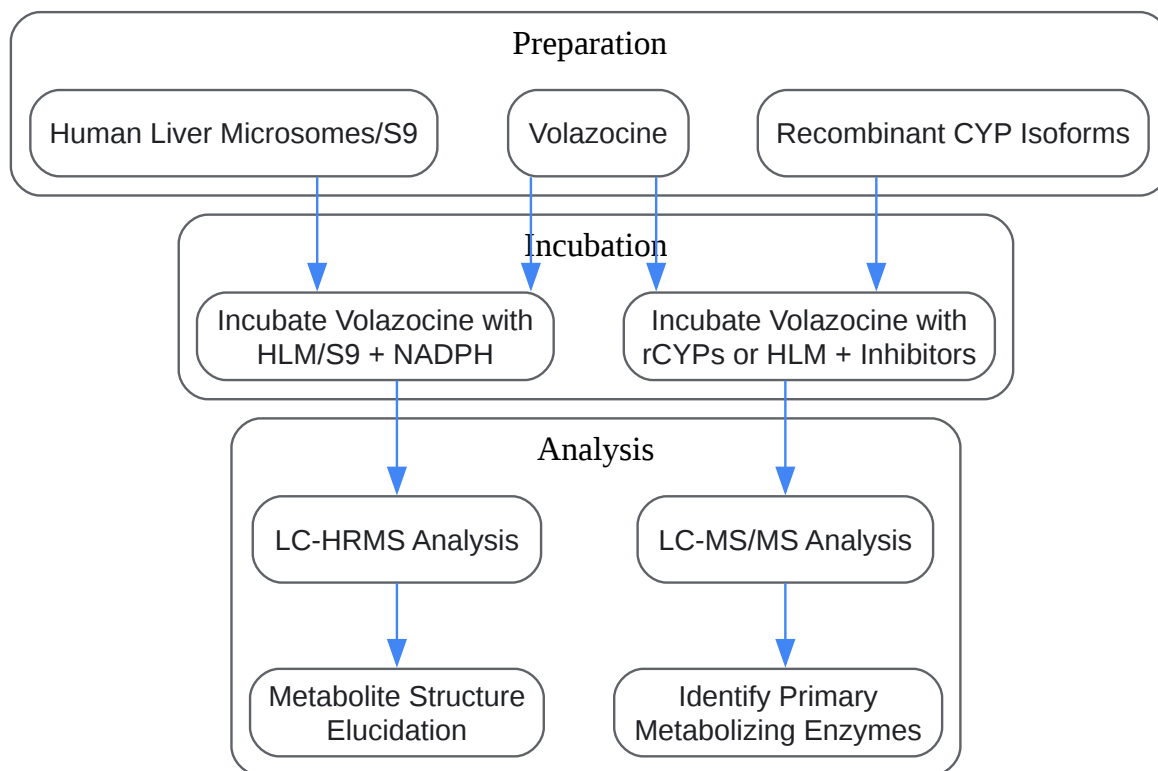 Preparation
Human Liver Microsomes/S9
Volazocine
Recombinant CYP Isoforms
Incubation
Incubate Volazocine with
HLM/S9 + NADPH
Incubate Volazocine with
rCYPs or HLM + Inhibitors
Analysis
LC-HRMS Analysis
LC-MS/MS Analysis
Metabolite Structure
Elucidation
Identify Primary
Metabolizing Enzymes